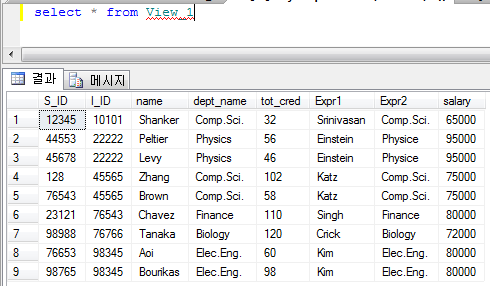 select * from View_1
결과 메시지
S_ID I_ID name dept_name tot_cred Expr1 Expr2 salary
1 12345 10101 Shanker Comp.Sci. 32 Srinivasan Comp.Sci. 65000
2 44553 22222 Peltier Physics 56 Einstein Physice 95000
3 45678 22222 Levy Physics 46 Einstein Physice 95000
4 128 45565 Zhang Comp.Sci. 102 Katz Comp.Sci. 75000
5 76543 45565 Brown Comp.Sci. 58 Katz Comp.Sci. 75000
6 23121 76543 Chavez Finance 110 Singh Finance 80000
7 98988 76766 Tanaka Biology 120 Crick Biology 72000
8 76653 98345 Aoi Elec.Eng. 60 Kim Elec.Eng. 80000
9 98765 98345 Bourikas Elec.Eng. 98 Kim Elec.Eng. 80000